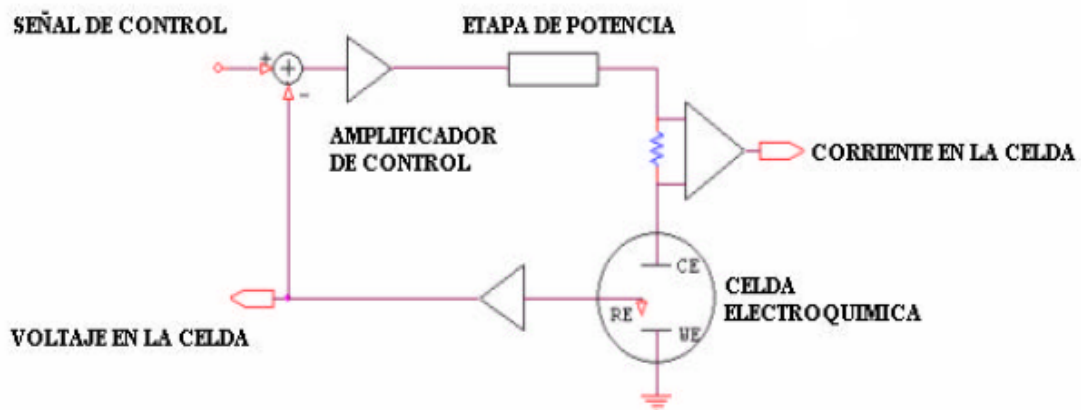 SEÑAL DE CONTROL
ETAPA DE POTENCIA
+
+
-
AMPLIFICADOR
DE CONTROL
CORRIENTE EN LA CELDA
CE
RE
WE
CELDA
ELECTROQUIMICA
VOLTAJE EN LA CELDA